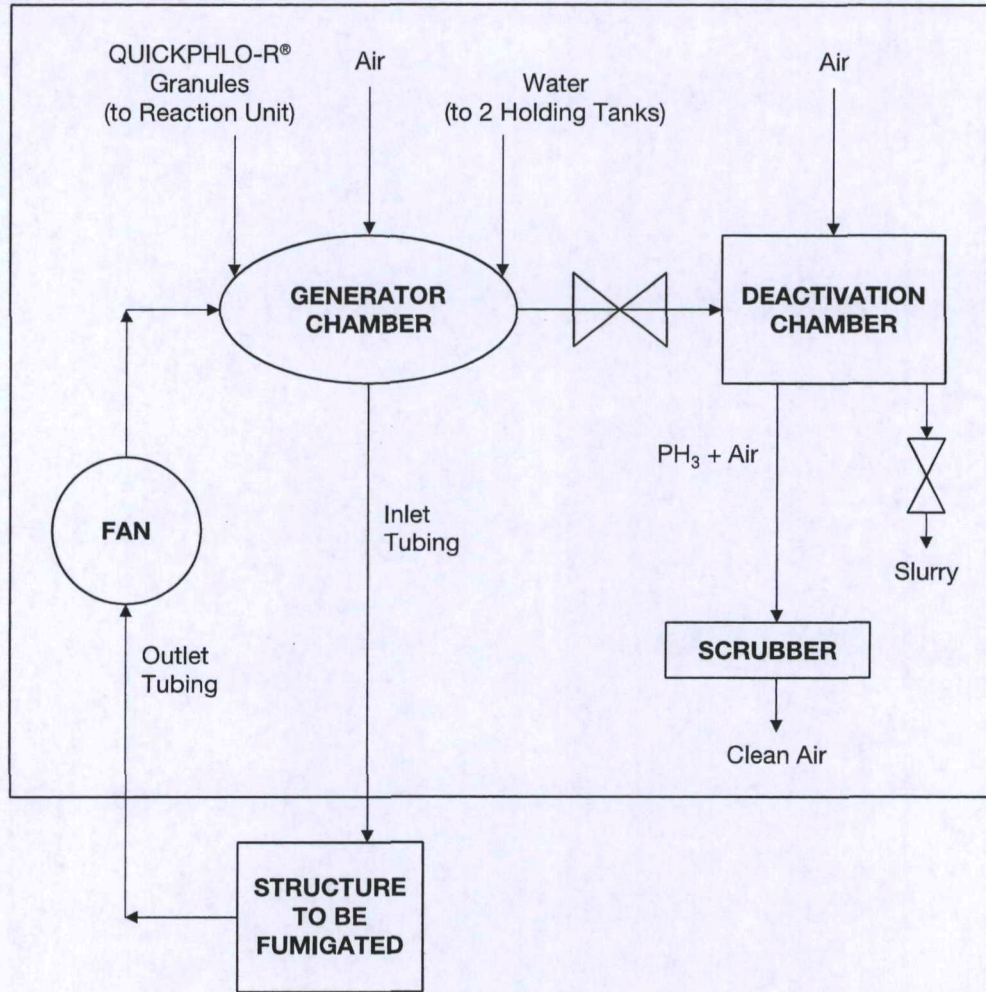 QUICKPHLO-R®
Granules
(to Reaction Unit)
Air
Water
(to 2 Holding Tanks)
Air
GENERATOR
CHAMBER
DEACTIVATION
CHAMBER
FAN
Inlet
Tubing
PH₃ + Air
Slurry
Outlet
Tubing
SCRUBBER
Clean Air
STRUCTURE
TO BE
FUMIGATED